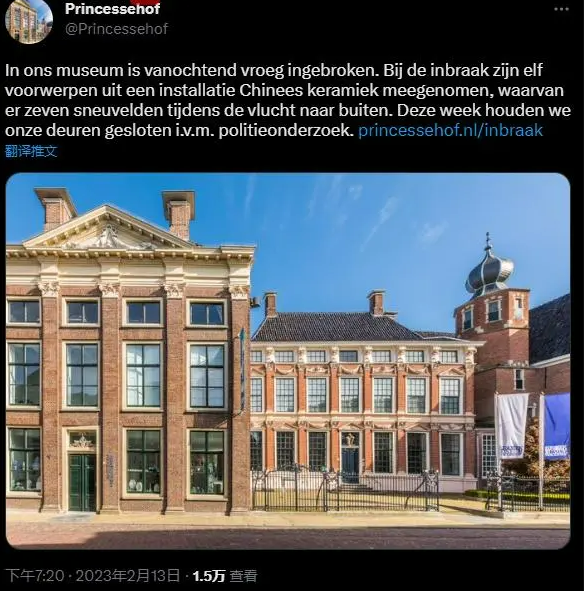 Princessehof
@Princessehof
In ons museum is vanochtend vroeg ingebroken. Bij de inbraak zijn elf
voorwerpen uit een installatie Chinees keramiek meegenomen, waarvan
er zeven sneuvelden tijdens de vlucht naar buiten. Deze week houden we
onze deuren gesloten i.v.m. politieonderzoek. princessehof.nl/inbraak
翻译推文
下午7:20 · 2023年2月13日 · 1.5万 查看